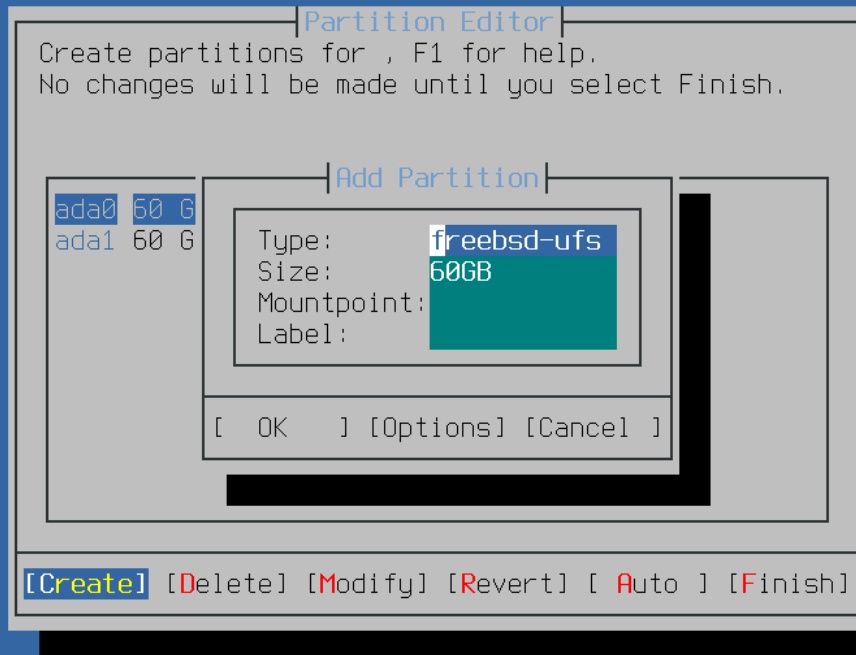 Partition Editor
Create partitions for , F1 for help.
No changes will be made until you select Finish.
Add Partition
ada0 60 G
ada1 60 G
Type: freebsd-ufs
Size: 60GB
Mountpoint:
Label:
[ OK ] [Options] [Cancel ]
[Create] [Delete] [Modify] [Revert] [ Auto ] [Finish]